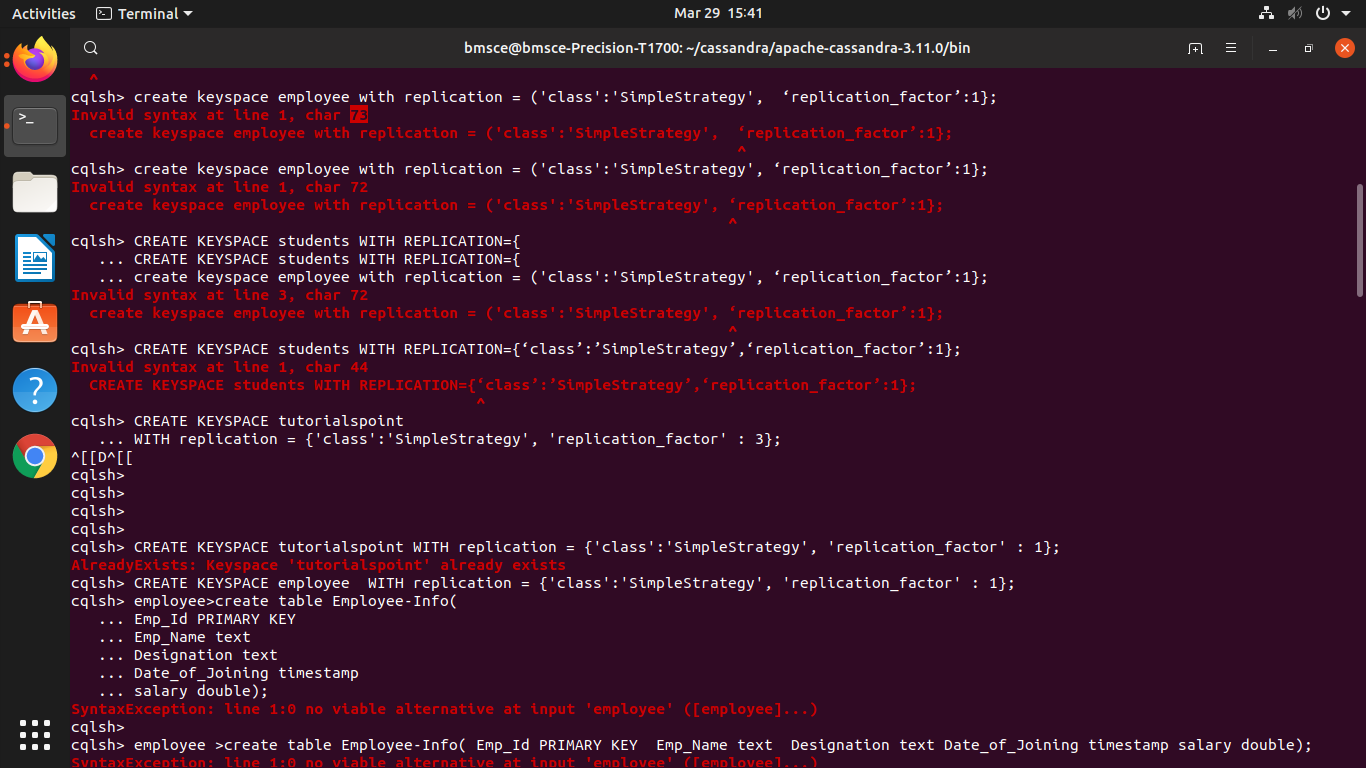 Activities
Terminal
Mar 29 15:41
bmsce@bmsce-Precision-T1700: ~/cassandra/apache-cassandra-3.11.0/bin
^
cqlsh> create keyspace employee with replication = ('class':'SimpleStrategy',  ‘replication_factor’:1};
Invalid syntax at line 1, char 73
  create keyspace employee with replication = ('class':'SimpleStrategy',  ‘replication_factor’:1};
^
cqlsh> create keyspace employee with replication = ('class':'SimpleStrategy', ‘replication_factor’:1};
Invalid syntax at line 1, char 72
  create keyspace employee with replication = ('class':'SimpleStrategy', ‘replication_factor’:1};
^
cqlsh> CREATE KEYSPACE students WITH REPLICATION={
   ... CREATE KEYSPACE students WITH REPLICATION={
   ... create keyspace employee with replication = ('class':'SimpleStrategy', ‘replication_factor’:1};
Invalid syntax at line 3, char 72
  create keyspace employee with replication = ('class':'SimpleStrategy', ‘replication_factor’:1};
^
cqlsh> CREATE KEYSPACE students WITH REPLICATION={‘class’:’SimpleStrategy’,‘replication_factor’:1};
Invalid syntax at line 1, char 44
  CREATE KEYSPACE students WITH REPLICATION={‘class’:’SimpleStrategy’,‘replication_factor’:1};
^
cqlsh> CREATE KEYSPACE tutorialspoint
   ... WITH replication = {'class':'SimpleStrategy', 'replication_factor' : 3};
^[[D^[[
cqlsh>
cqlsh>
cqlsh>
cqlsh>
cqlsh> CREATE KEYSPACE tutorialspoint WITH replication = {'class':'SimpleStrategy', 'replication_factor' : 1};
AlreadyExists: Keyspace 'tutorialspoint' already exists
cqlsh> CREATE KEYSPACE employee  WITH replication = {'class':'SimpleStrategy', 'replication_factor' : 1};
cqlsh> employee>create table Employee-Info(
   ... Emp_Id PRIMARY KEY
   ... Emp_Name text
   ... Designation text
   ... Date_of_Joining timestamp
   ... salary double);
SyntaxException: line 1:0 no viable alternative at input 'employee' ([employee]...)
cqlsh>
cqlsh> employee >create table Employee-Info( Emp_Id PRIMARY KEY  Emp_Name text  Designation text Date_of_Joining timestamp salary double);
SyntaxException: line 1:0 no viable alternative at input 'employee' ([employee]...)